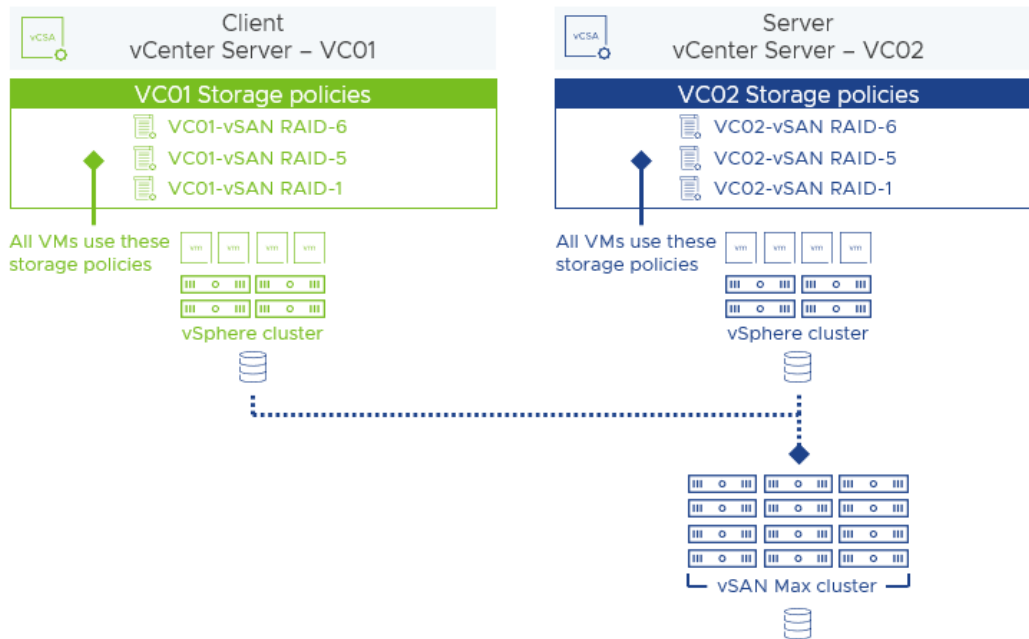 vCSA
Client
vCenter Server – VC01
VC01 Storage policies
VC01-vSAN RAID-6
VC01-vSAN RAID-5
VC01-vSAN RAID-1
All VMs use these
storage policies
vm vm vm vm
vSphere cluster
vCSA
Server
vCenter Server – VC02
VC02 Storage policies
VC02-vSAN RAID-6
VC02-vSAN RAID-5
VC02-vSAN RAID-1
All VMs use these
storage policies
vm vm vm vm
vSphere cluster
vSAN Max cluster